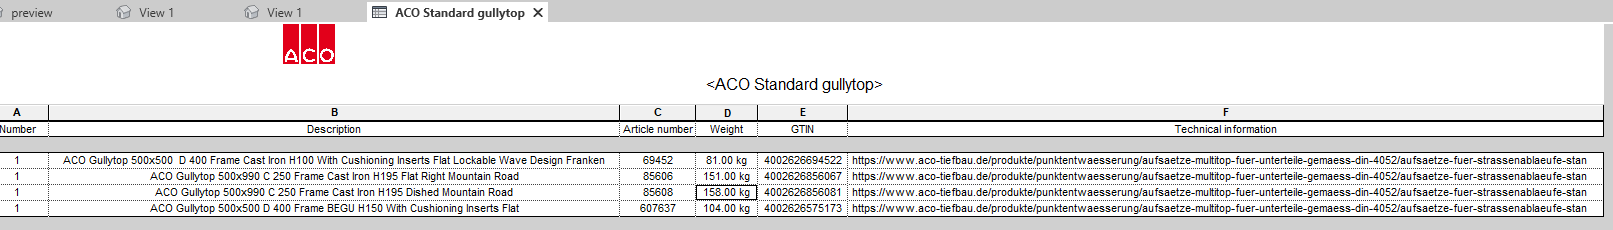 preview View 1 View 1 ACO Standard gullytop
ACO
<ACO Standard gullytop>
A B C D E F
Number Description Article number Weight GTIN Technical information
1 ACO Gullytop 500x500 D 400 Frame Cast Iron H100 With Cushioning Inserts Flat Lockable Wave Design Franken 69452 81.00 kg 4002626694522 https://www.aco-tiefbau.de/produkte/punktentwaesserung/aufsaetze-multitop-fuer-unterteile-gemaess-din-4052/aufsaetze-fuer-strassenablaeufe-stan
1 ACO Gullytop 500x990 C 250 Frame Cast Iron H195 Flat Right Mountain Road 85606 151.00 kg 4002626856067 https://www.aco-tiefbau.de/produkte/punktentwaesserung/aufsaetze-multitop-fuer-unterteile-gemaess-din-4052/aufsaetze-fuer-strassenablaeufe-stan
1 ACO Gullytop 500x990 C 250 Frame Cast Iron H195 Dished Mountain Road 85608 158.00 kg 4002626856081 https://www.aco-tiefbau.de/produkte/punktentwaesserung/aufsaetze-multitop-fuer-unterteile-gemaess-din-4052/aufsaetze-fuer-strassenablaeufe-stan
1 ACO Gullytop 500x500 D 400 Frame BEGU H150 With Cushioning Inserts Flat 607637 104.00 kg 4002626575173 https://www.aco-tiefbau.de/produkte/punktentwaesserung/aufsaetze-multitop-fuer-unterteile-gemaess-din-4052/aufsaetze-fuer-strassenablaeufe-stan